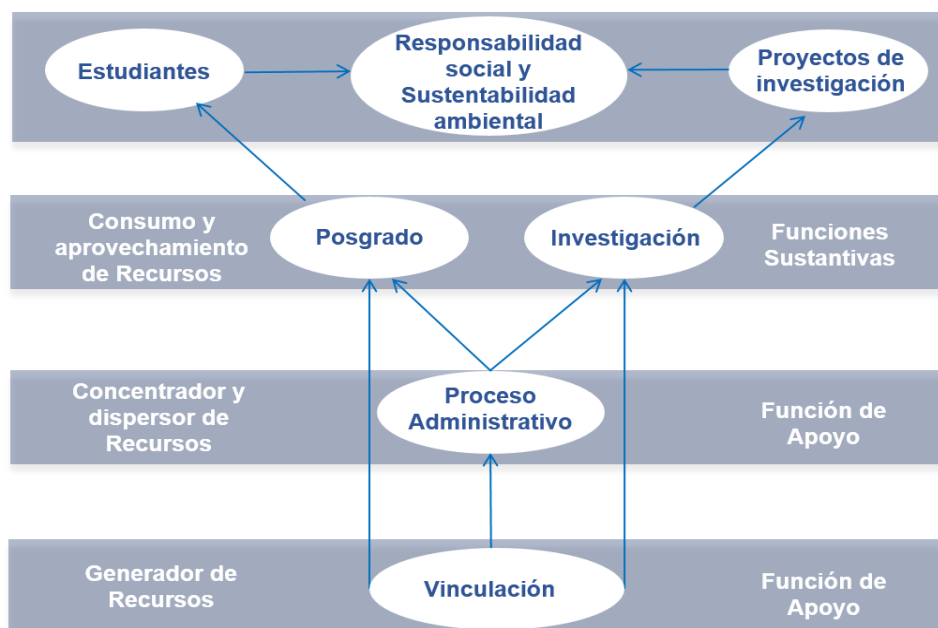 Estudiantes
Responsabilidad
social y
Sustentabilidad
ambiental
Proyectos de
investigación
Consumo y
aprovechamiento
de Recursos
Posgrado
Investigación
Funciones
Sustantivas
Concentrador y
dispersor de
Recursos
Proceso
Administrativo
Función de
Apoyo
Generador de
Recursos
Vinculación
Función de
Apoyo